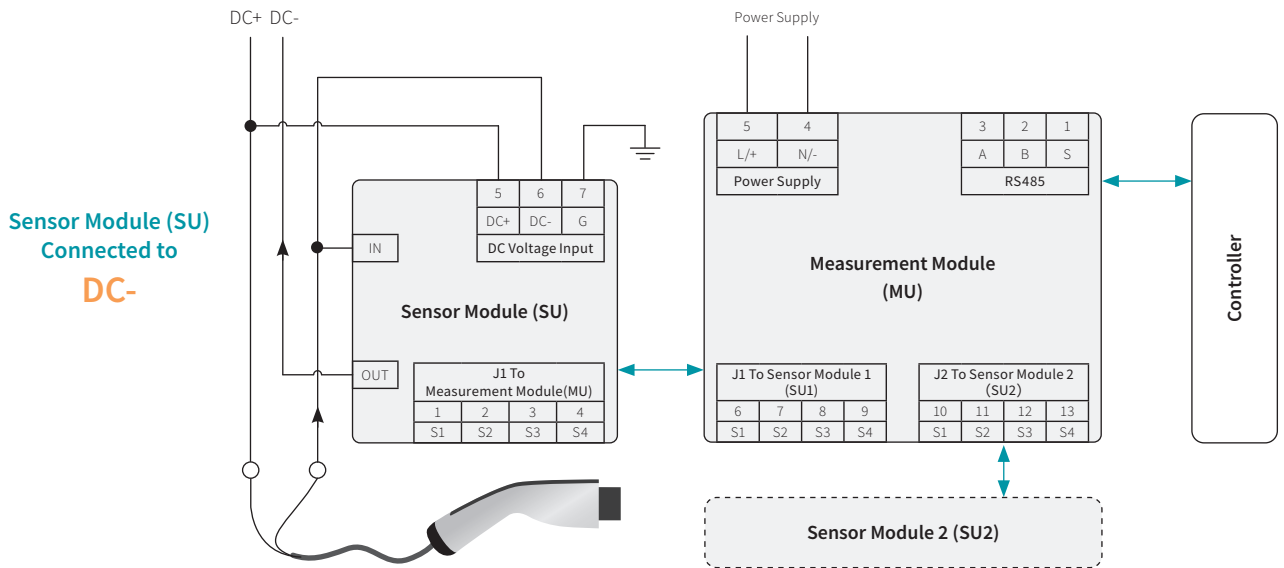 DC+ DC-
Power Supply
Sensor Module (SU)
Connected to
DC-
5 6 7
DC+ DC- G
DC Voltage Input
IN
Sensor Module (SU)
OUT
J1 To
Measurement Module(MU)
1 2 3 4
S1 S2 S3 S4
5 4
L/+ N/-
Power Supply
3 2 1
A B S
RS485
Measurement Module
(MU)
J1 To Sensor Module 1
(SU1)
6 7 8 9
S1 S2 S3 S4
J2 To Sensor Module 2
(SU2)
10 11 12 13
S1 S2 S3 S4
Controller
Sensor Module 2 (SU2)